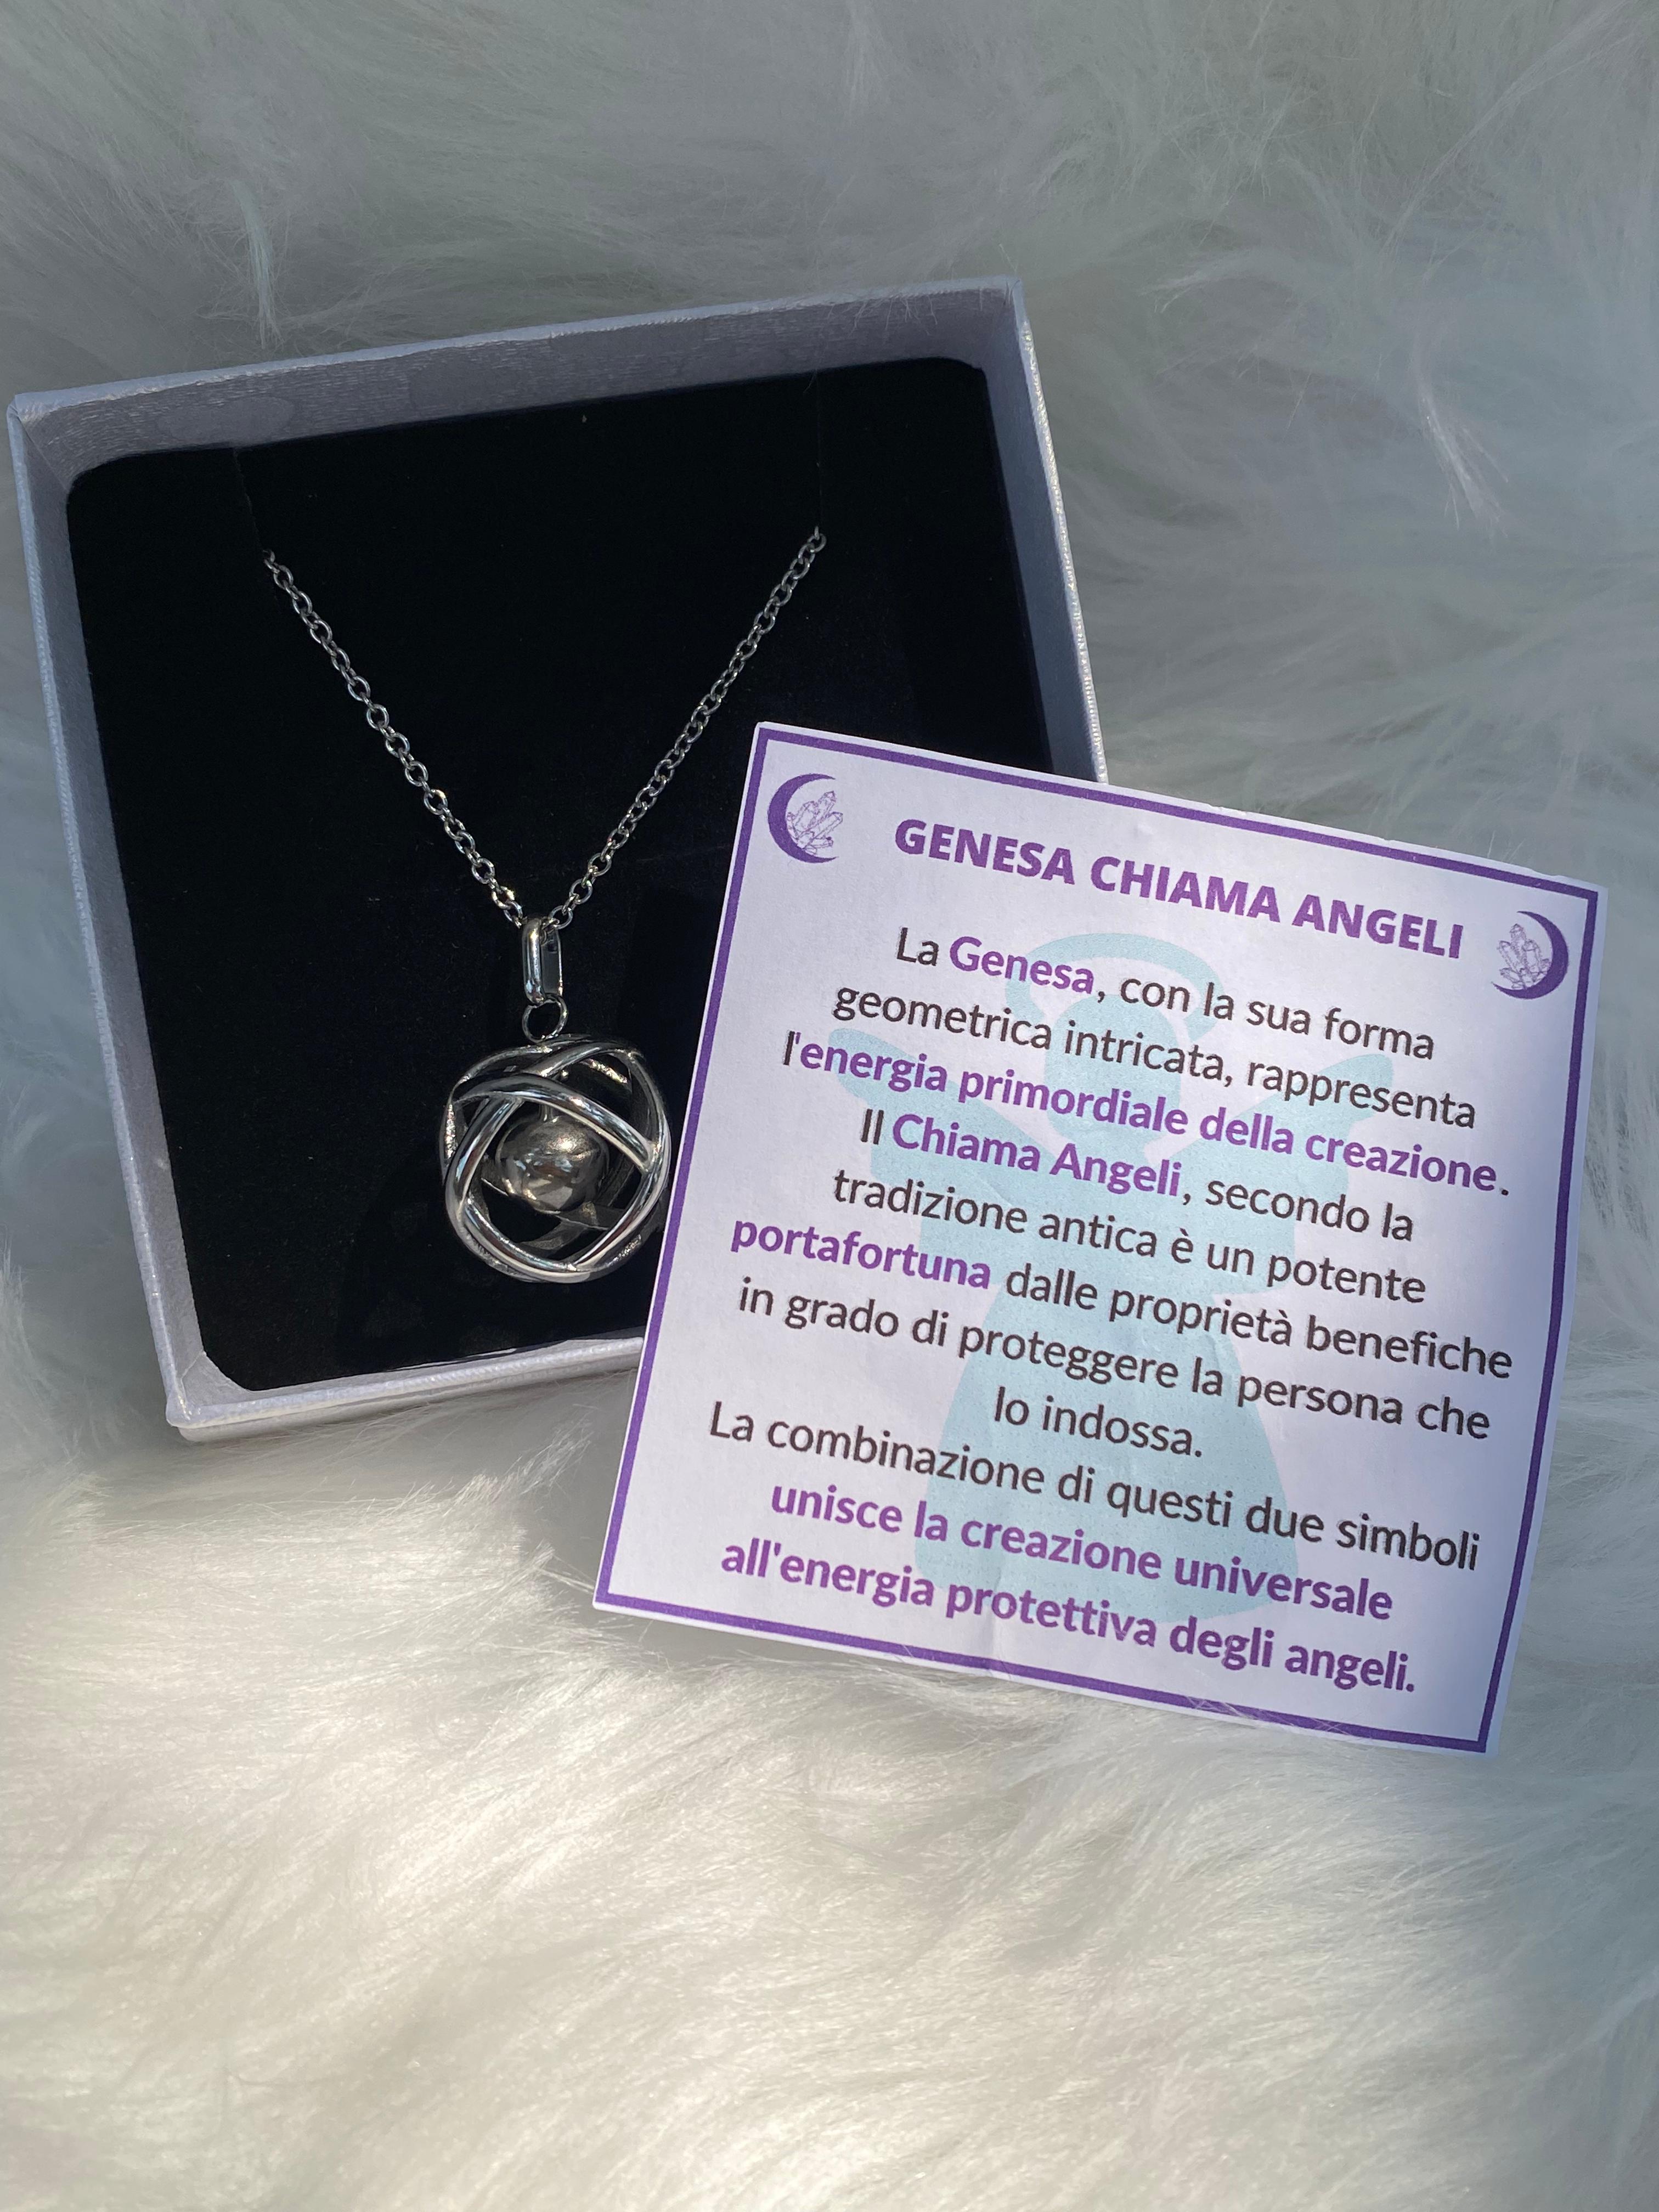 GENESA CHIAMA ANGELI
La Genesa, con la sua forma
geometrica intricata, rappresenta
l'energia primordiale della creazione.
Il Chiama Angeli, secondo la
tradizione antica è un potente
portafortuna dalle proprietà benefiche
in grado di proteggere la persona che
lo indossa.
La combinazione di questi due simboli
unisce la creazione universale
all'energia protettiva degli angeli.